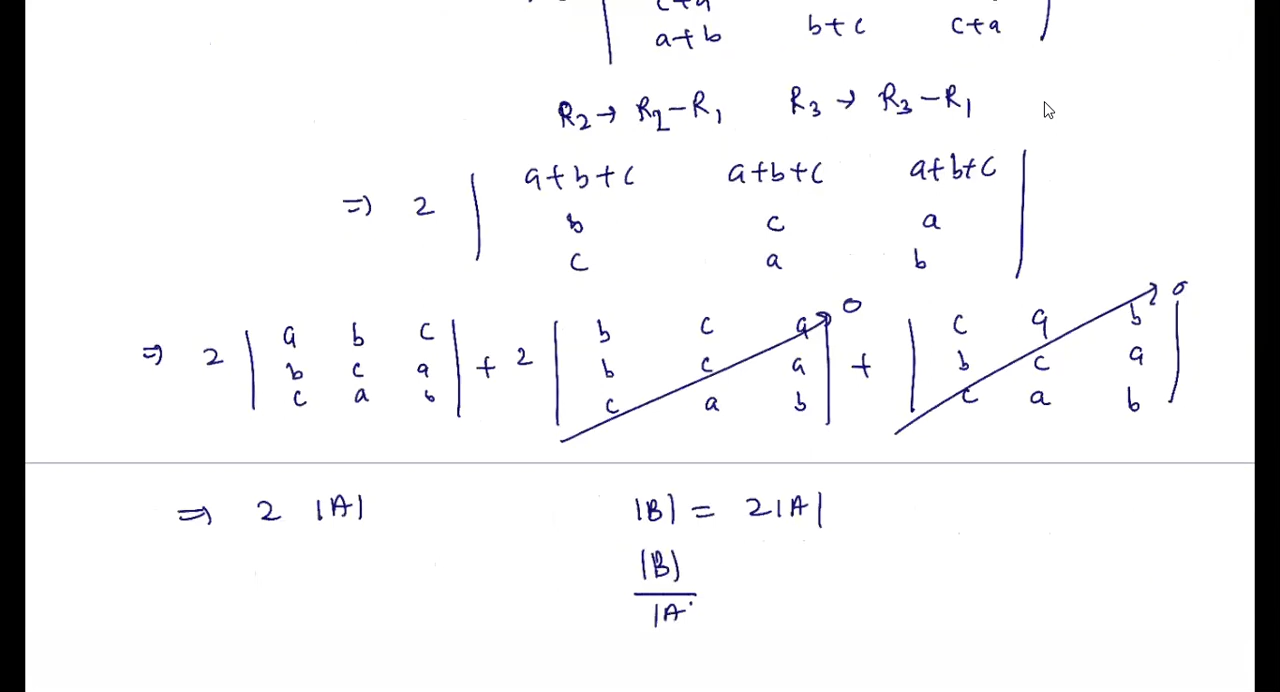 c+a
a+b b+c c+a
R2 → R2-R1 R3 → R3-R1
=) 2 | a+b+c a+b+c a+b+c |
b c a
c a b
=) 2 | a b c | + 2 | b c a | 0 + | c a b | 0
b c a b c a b c a
c a b c a b c a b
=) 2 |A| |B| = 2|A|
|B|
|A